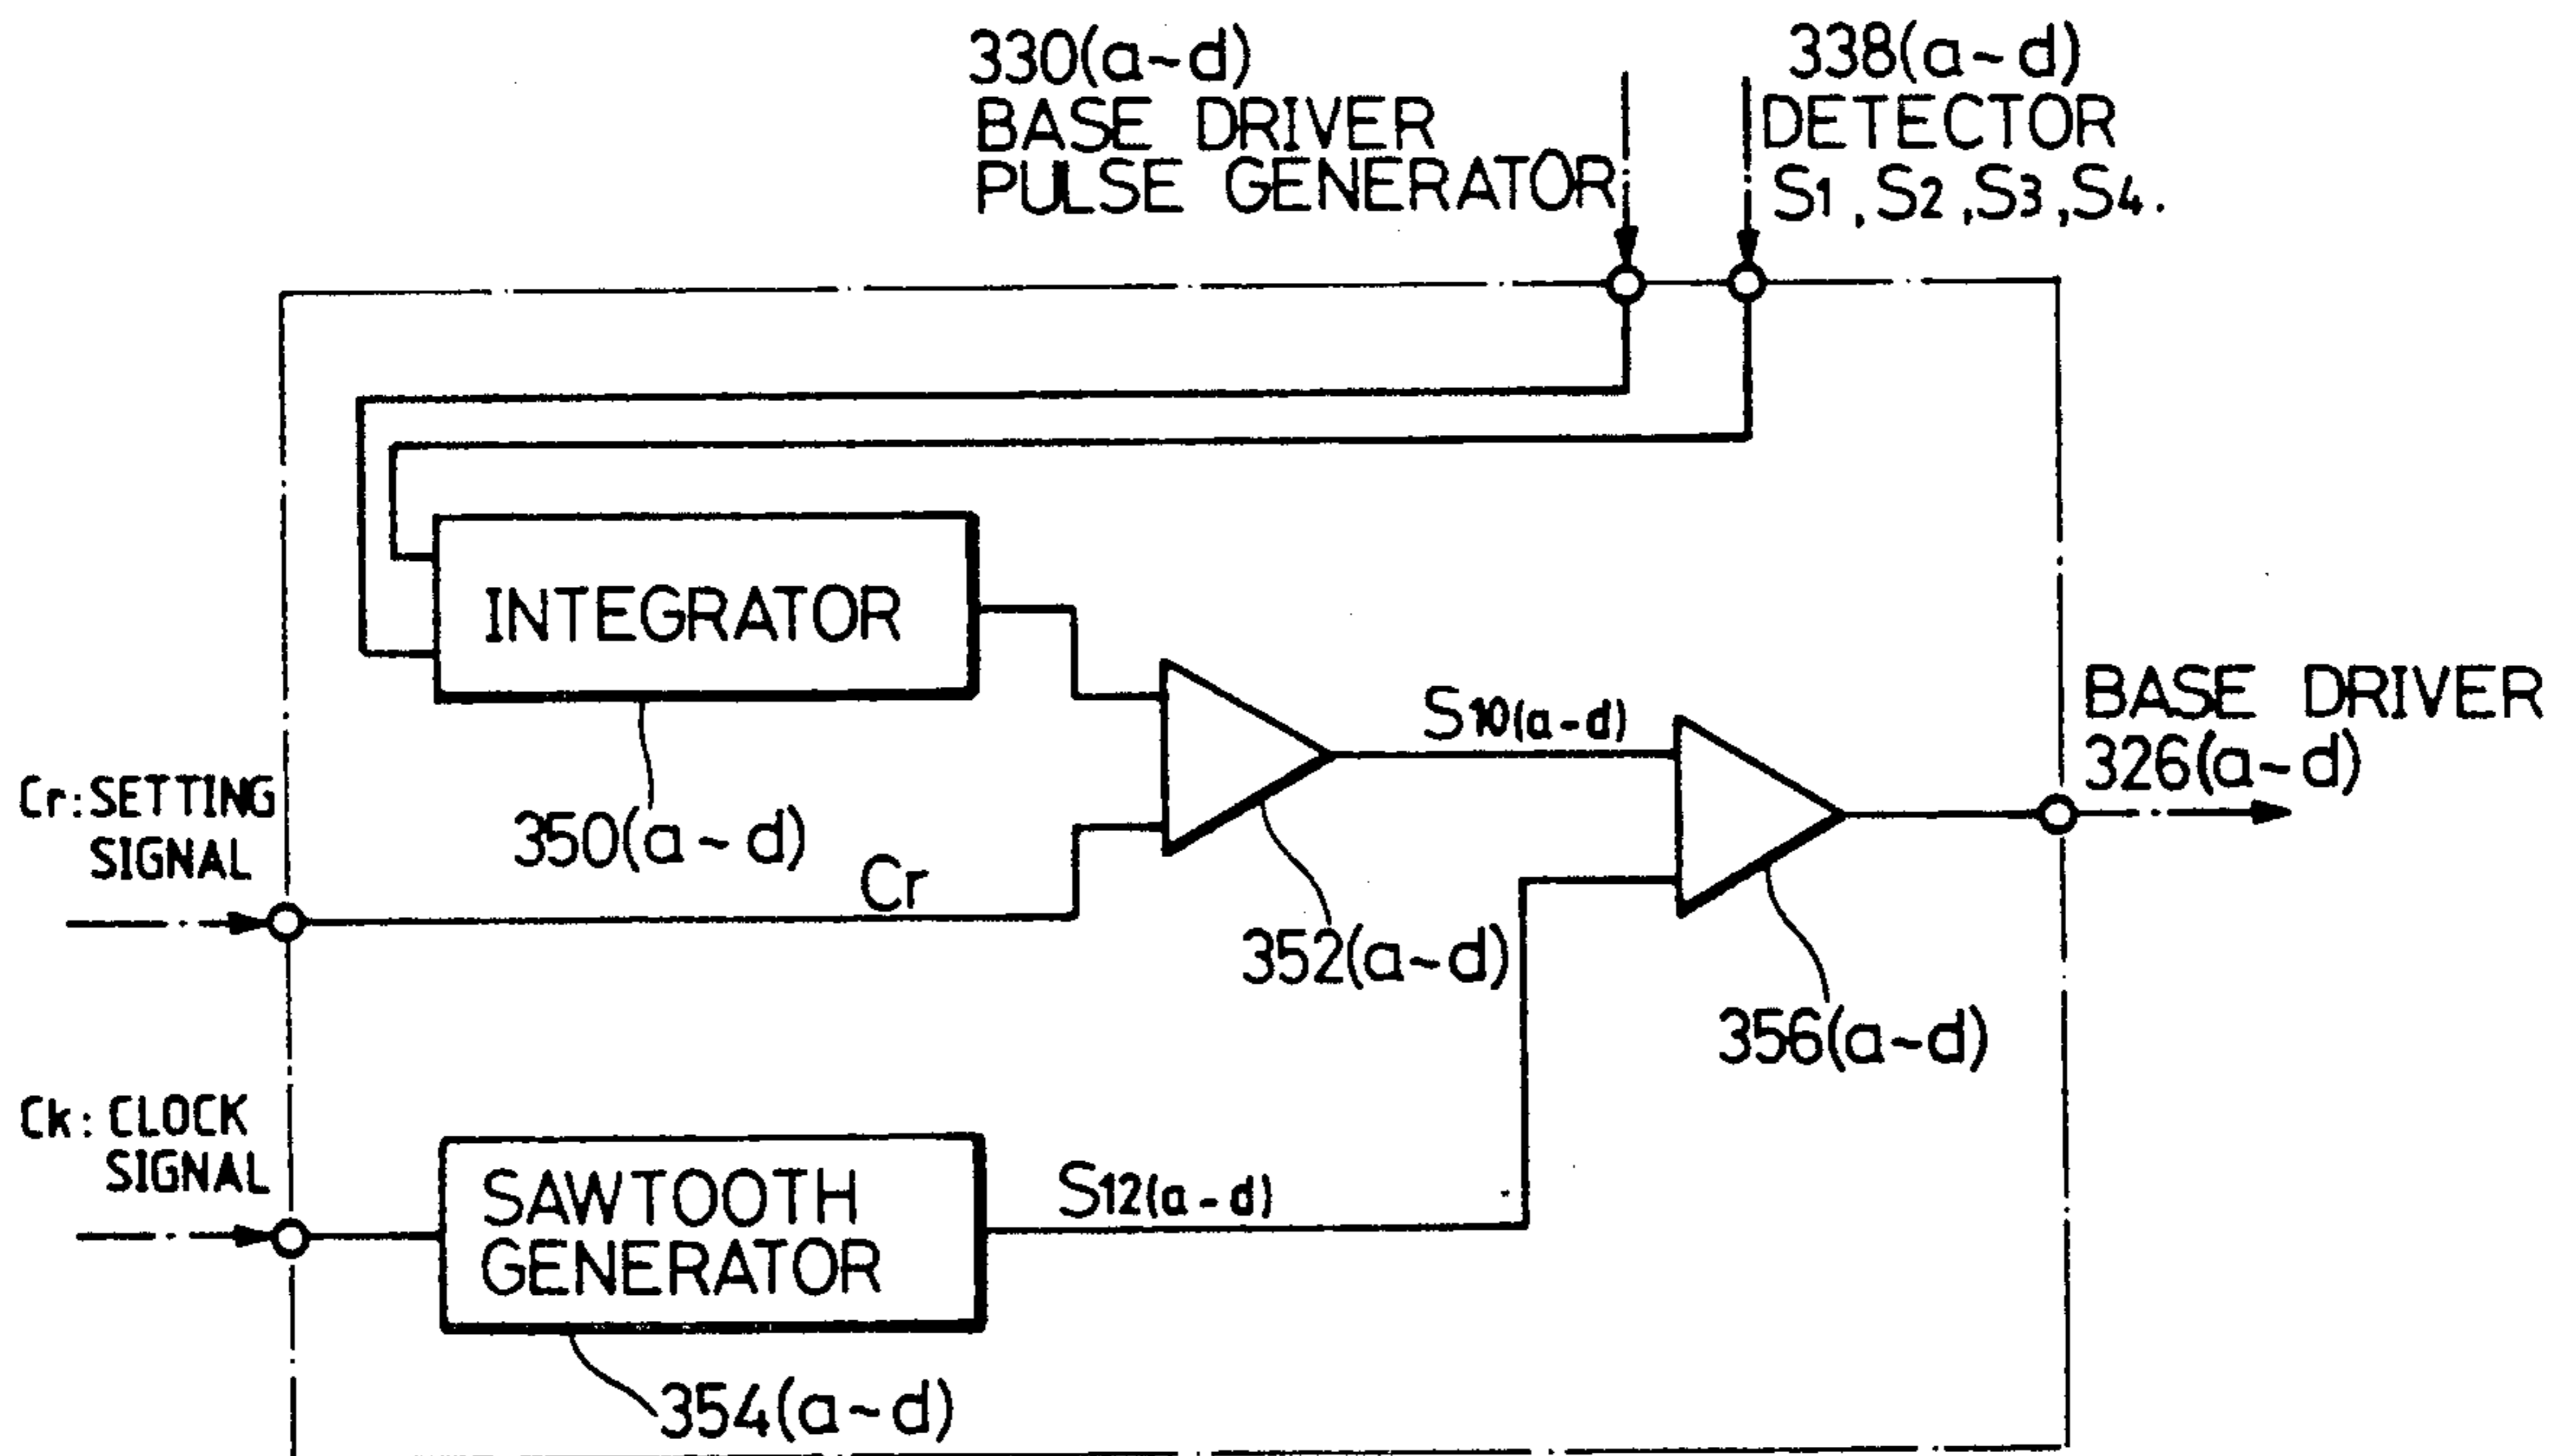 330(a~d)
BASE DRIVER
PULSE GENERATOR
338(a~d)
DETECTOR
S1, S2, S3, S4.
INTEGRATOR
350(a~d)
Cr: SETTING
SIGNAL
Cr
352(a~d)
S10(a-d)
BASE DRIVER
326(a~d)
356(a~d)
Ck: CLOCK
SIGNAL
SAWTOOTH
GENERATOR
S12(a-d)
354(a~d)